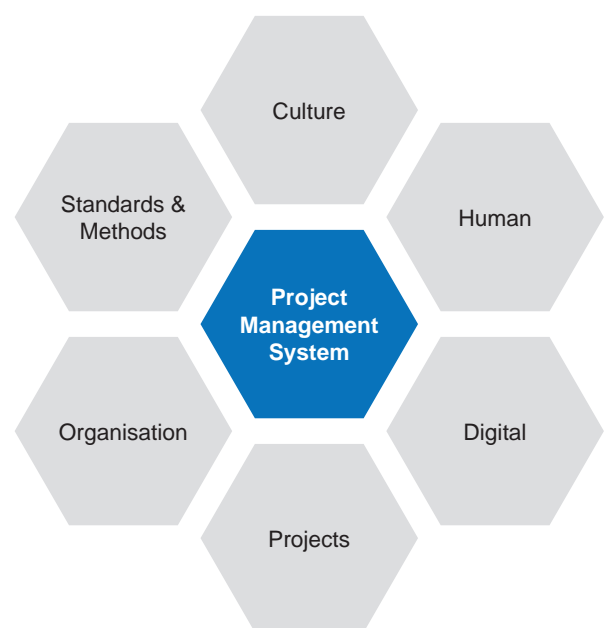 Culture
Standards &
Methods
Human
Project
Management
System
Organisation
Digital
Projects